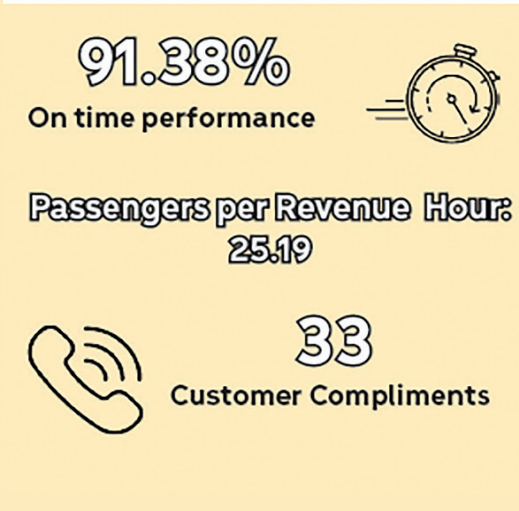 91.38%
On time performance
Passengers per Revenue Hour:
25.19
33
Customer Compliments